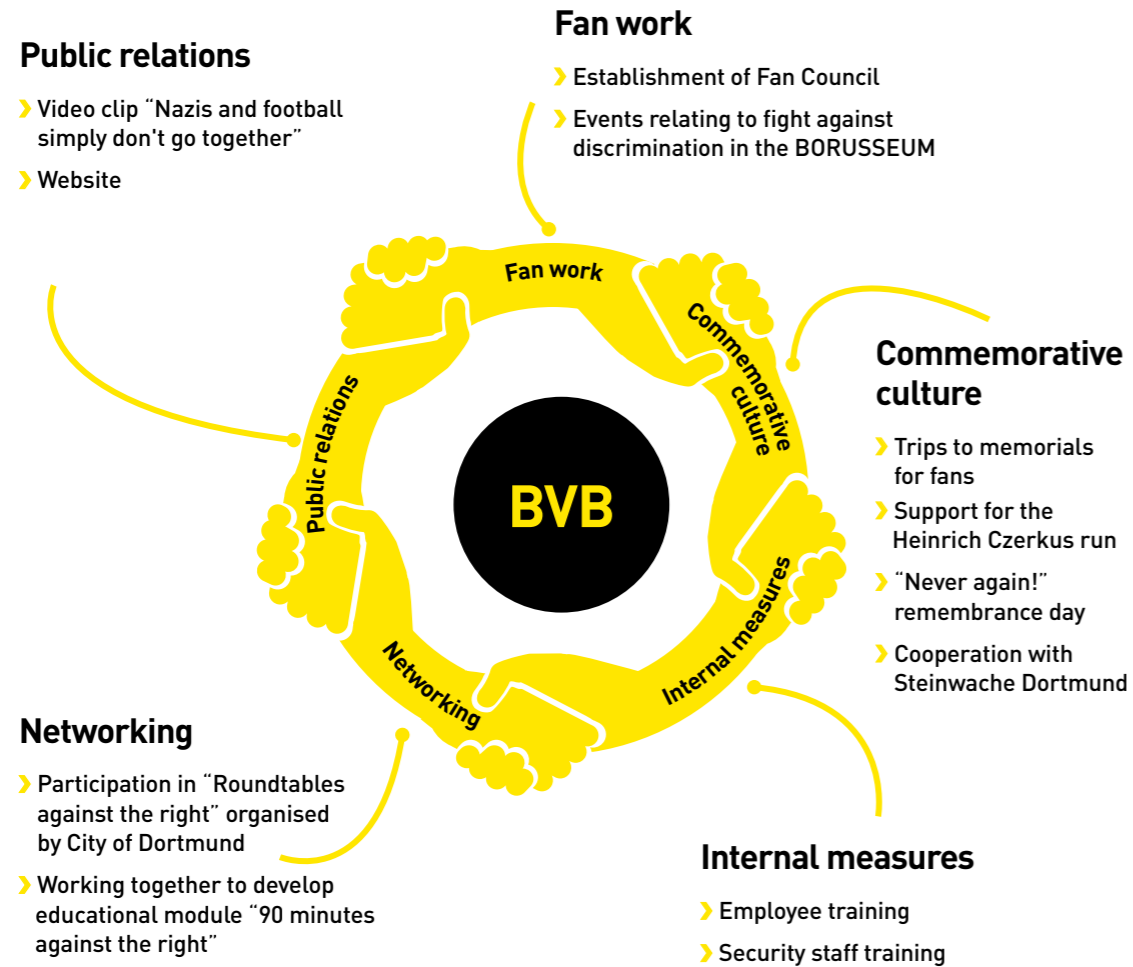 Public relations
Video clip “Nazis and football
simply don't go together”
Website
Fan work
Establishment of Fan Council
Events relating to fight against
discrimination in the BORUSSEUM
Fan work
Commemorative
culture
Public relations
BVB
Networking
Internal measures
Commemorative
culture
Trips to memorials
for fans
Support for the
Heinrich Czerkus run
“Never again!”
remembrance day
Cooperation with
Steinwache Dortmund
Networking
Participation in “Roundtables
against the right” organised
by City of Dortmund
Working together to develop
educational module “90 minutes
against the right”
Internal measures
Employee training
Security staff training